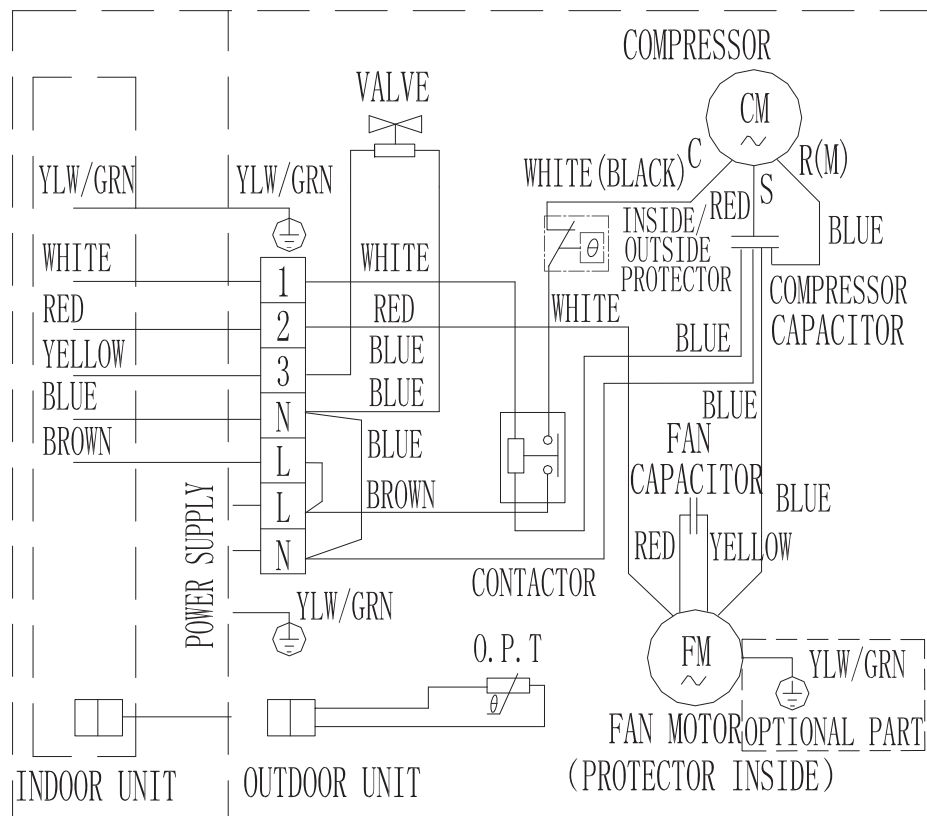 COMPRESSOR
VALVE
CM
C
R(M)
S
YLW/GRN
YLW/GRN
WHITE(BLACK)
RED
INSIDE/
OUTSIDE
PROTECTOR
θ
BLUE
WHITE
1
WHITE
COMPRESSOR
CAPACITOR
RED
2
RED
WHITE
YELLOW
3
BLUE
BLUE
BLUE
N
BLUE
BLUE
BROWN
L
BLUE
FAN
CAPACITOR
L
BROWN
BLUE
POWER SUPPLY
N
RED
YELLOW
CONTACTOR
YLW/GRN
O.P.T
θ
FM
YLW/GRN
FAN MOTOR
OPTIONAL PART
(PROTECTOR INSIDE)
INDOOR UNIT
OUTDOOR UNIT